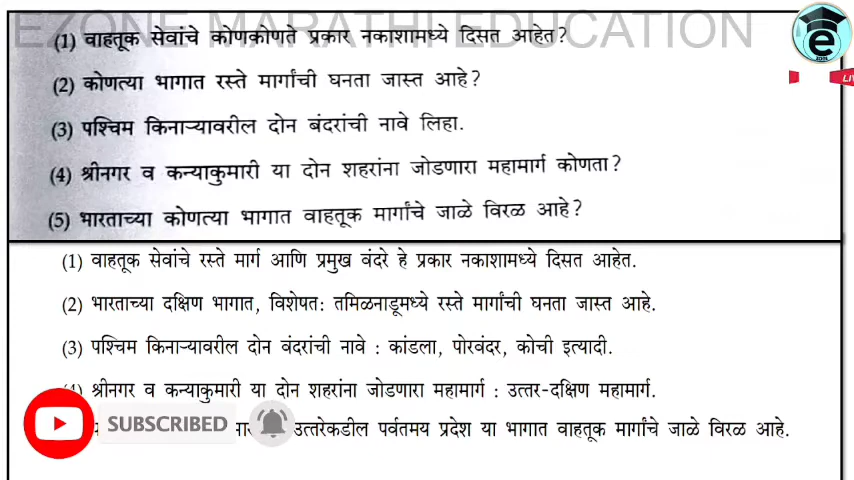 EZONE MARATHI EDUCATION
(1) वाहतूक सेवांचे कोणकोणते प्रकार नकाशामध्ये दिसत आहेत?
(2) कोणत्या भागात रस्ते मार्गांची घनता जास्त आहे?
(3) पश्चिम किनाऱ्यावरील दोन बंदरांची नावे लिहा.
(4) श्रीनगर व कन्याकुमारी या दोन शहरांना जोडणारा महामार्ग कोणता?
(5) भारताच्या कोणत्या भागात वाहतूक मार्गांचे जाळे विरळ आहे?
(1) वाहतूक सेवांचे रस्ते मार्ग आणि प्रमुख बंदरे हे प्रकार नकाशामध्ये दिसत आहेत.
(2) भारताच्या दक्षिण भागात, विशेषत: तमिळनाडूमध्ये रस्ते मार्गांची घनता जास्त आहे.
(3) पश्चिम किनाऱ्यावरील दोन बंदरांची नावे : कांडला, पोरबंदर, कोची इत्यादी.
(4) श्रीनगर व कन्याकुमारी या दोन शहरांना जोडणारा महामार्ग : उत्तर-दक्षिण महामार्ग.
उत्तरेकडील पर्वतमय प्रदेश या भागात वाहतूक मार्गांचे जाळे विरळ आहे.
SUBSCRIBED
e
LIV